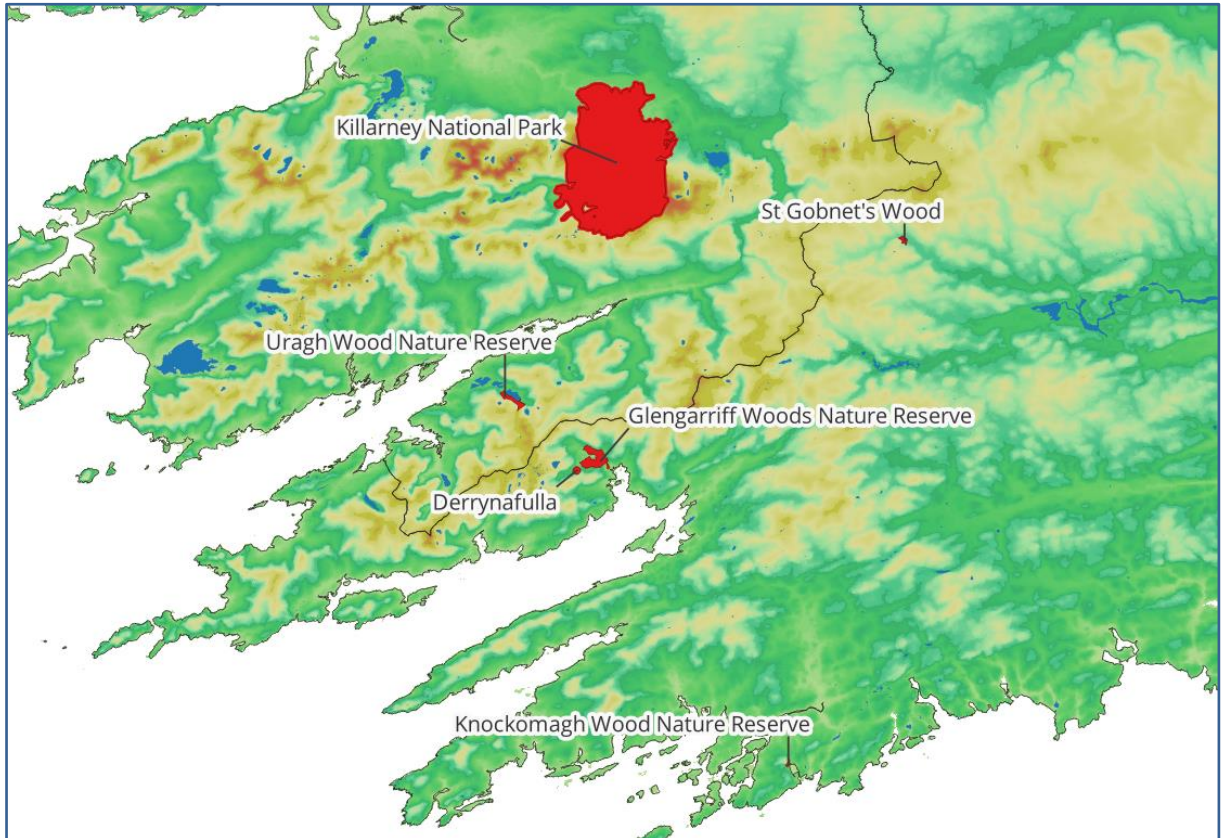 Killarney National Park
St Gobnet's Wood
Uragh Wood Nature Reserve
Glengarriff Woods Nature Reserve
Derrynafulla
Knockomagh Wood Nature Reserve